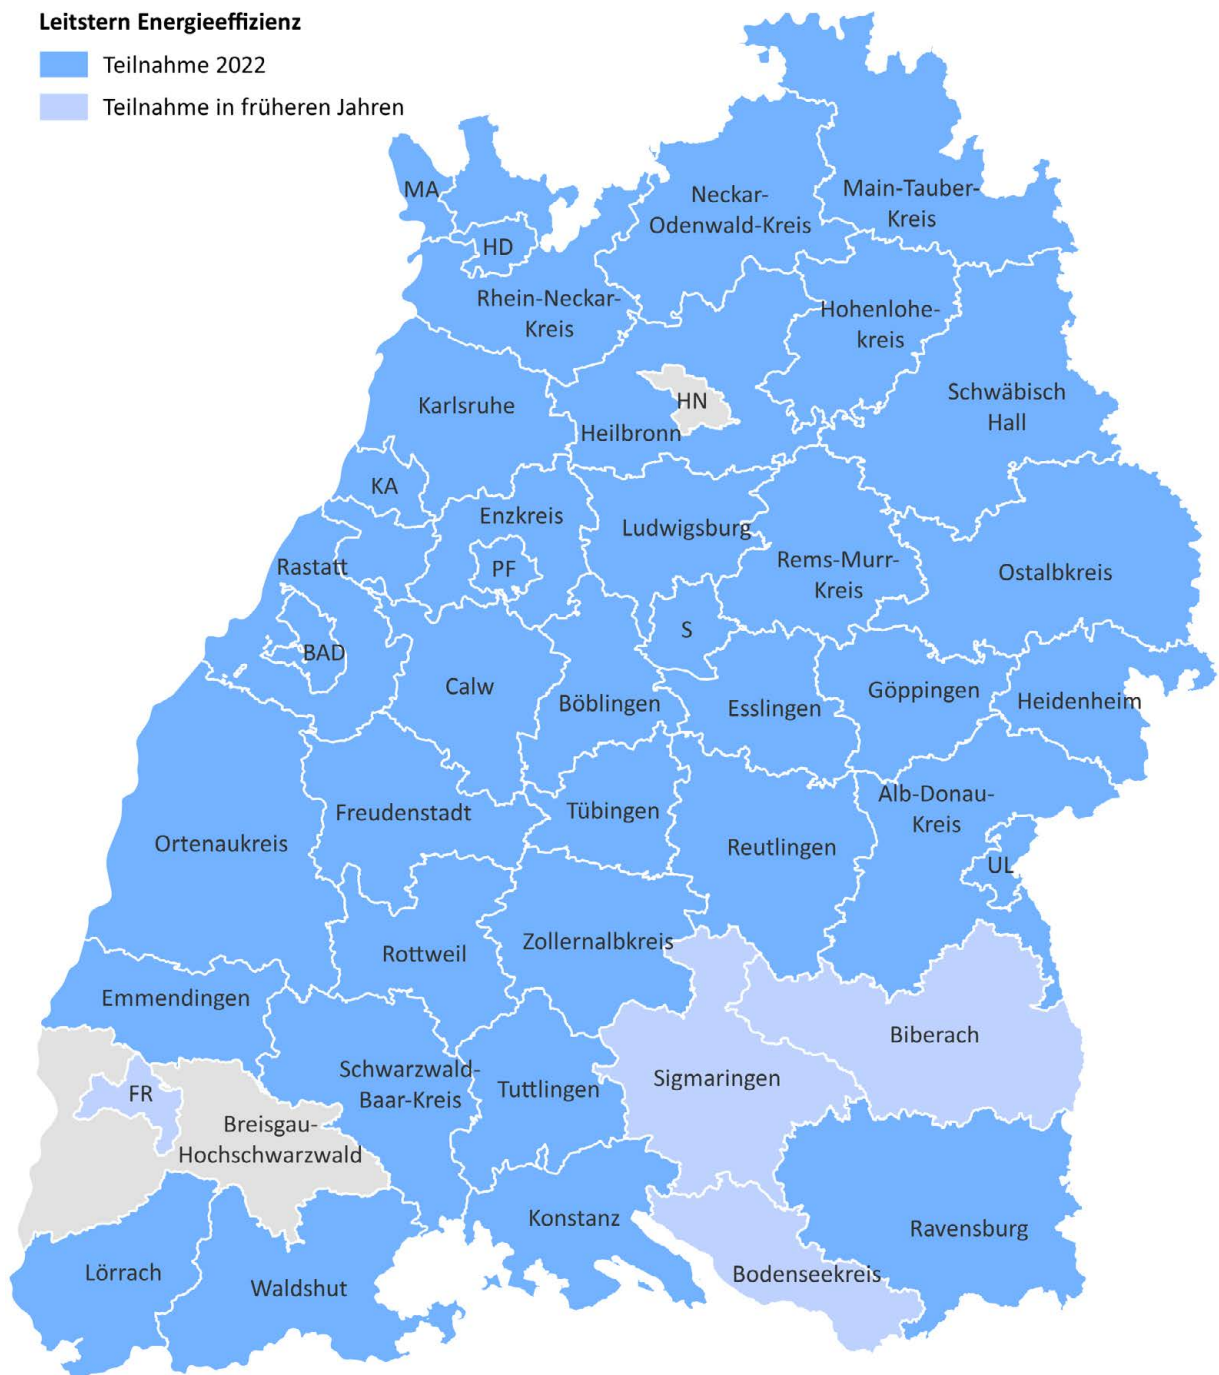 Leitstern Energieeffizienz
Teilnahme 2022
Teilnahme in früheren Jahren
MA
HD
Neckar-
Odenwald-Kreis
Main-Tauber-
Kreis
Rhein-Neckar-
Kreis
Hohenlohe-
kreis
Karlsruhe
HN
Heilbronn
Schwäbisch
Hall
KA
Enzkreis
Ludwigsburg
PF
Rastatt
Rems-Murr-
Kreis
Ostalbkreis
S
BAD
Calw
Böblingen
Esslingen
Göppingen
Heidenheim
Freudenstadt
Tübingen
Alb-Donau-
Kreis
Ortenaukreis
Reutlingen
UL
Rottweil
Zollernalbkreis
Emmendingen
Biberach
Schwarzwald-
Baar-Kreis
Tuttlingen
Sigmaringen
FR
Breisgau-
Hochschwarzwald
Konstanz
Ravensburg
Lörrach
Waldshut
Bodenseekreis